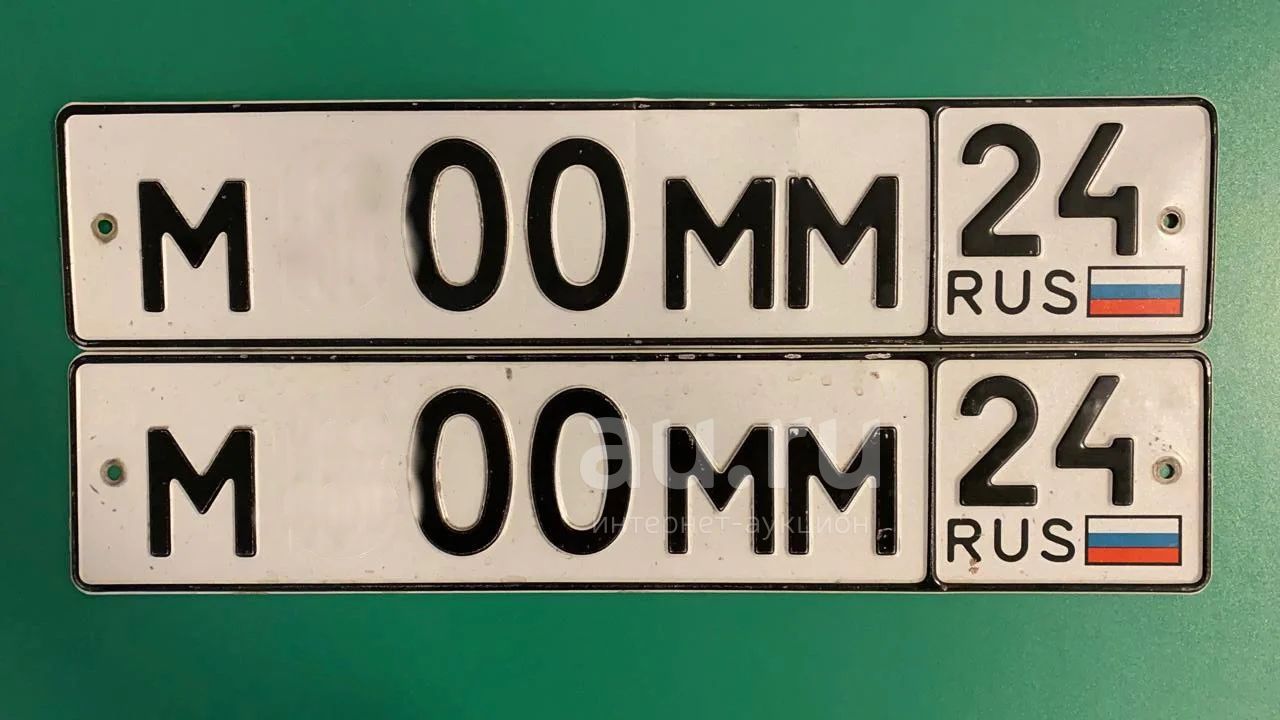 М 00ММ 24
RUS
М 00ММ 24
RUS
au.ru
интернет-аукцион